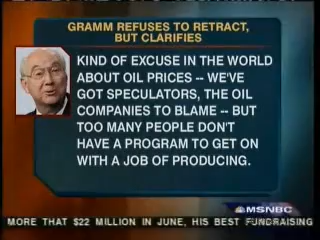 GRAMM REFUSES TO RETRACT,
BUT CLARIFIES
KIND OF EXCUSE IN THE WORLD
ABOUT OIL PRICES -- WE'VE
GOT SPECULATORS, THE OIL
COMPANIES TO BLAME -- BUT
TOO MANY PEOPLE DON'T
HAVE A PROGRAM TO GET ON
WITH A JOB OF PRODUCING.
MSNBC
MORE THAT $22 MILLION IN JUNE, HIS BEST FUNDRAISING